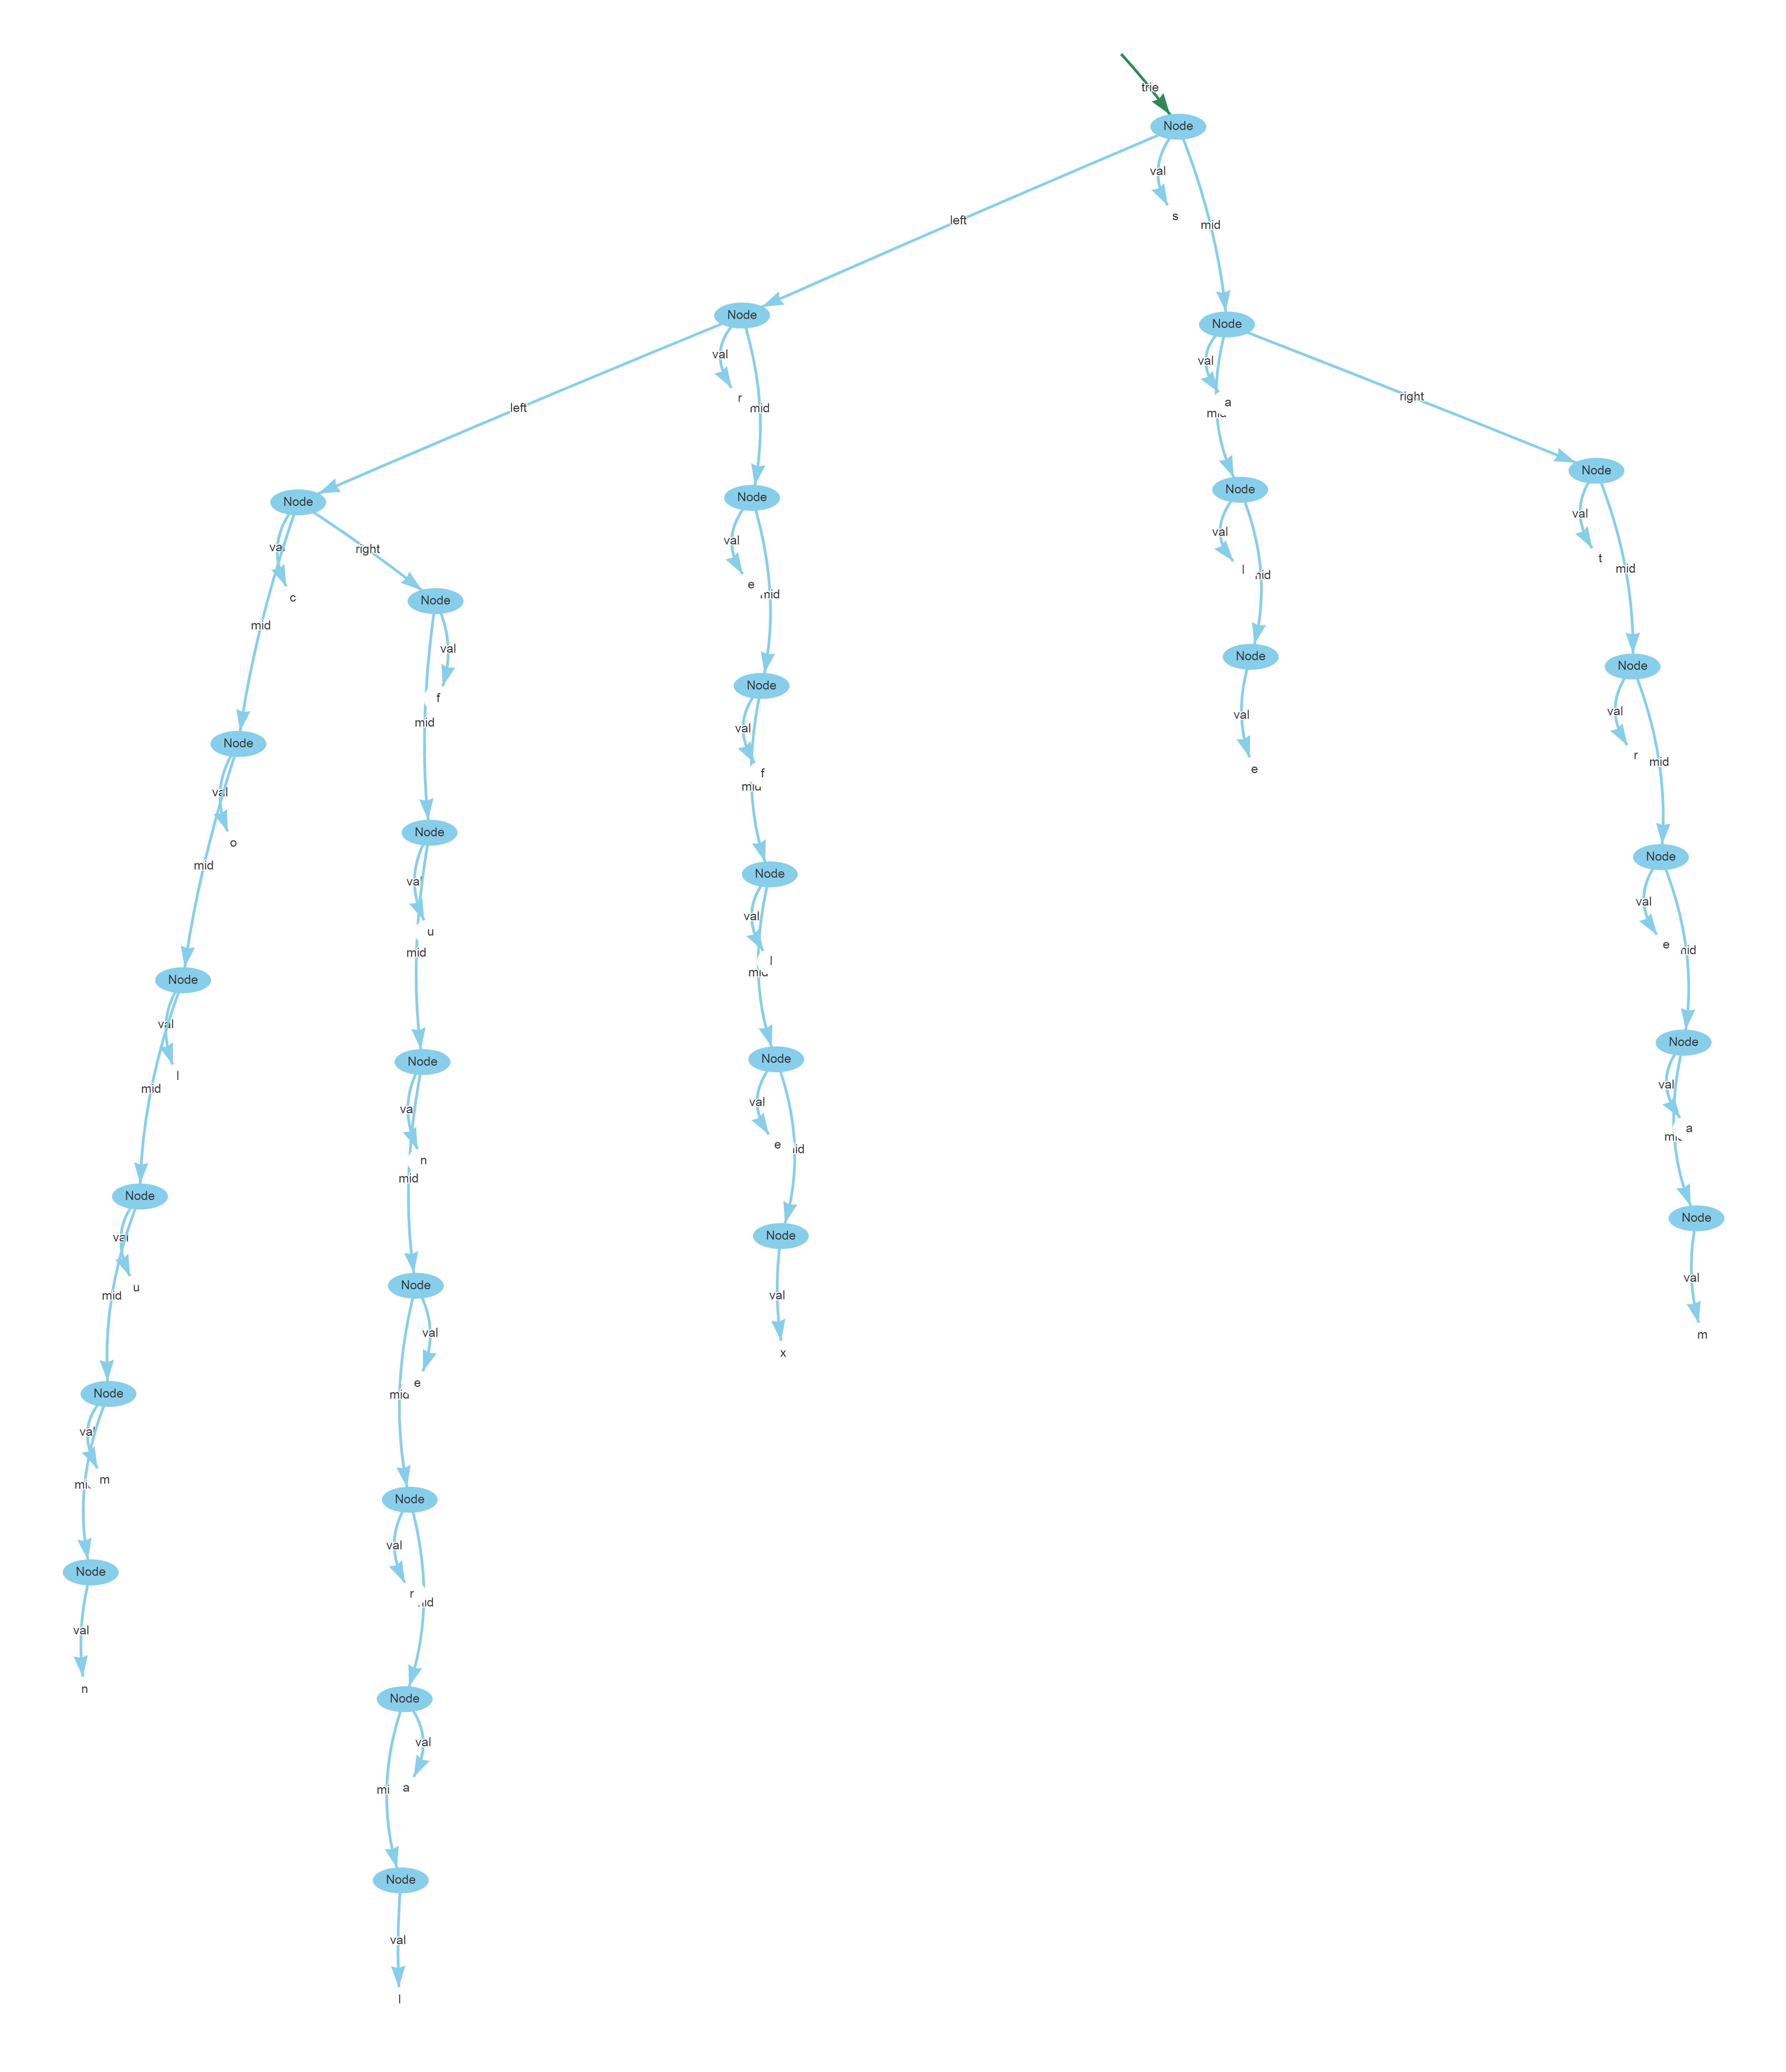 trie
Node
val
s
left
mid
Node
Node
val
val
right
r
a
left
mid
mid
Node
Node
Node
Node
val
val
val
val
right
t
mid
l
mid
e
mid
c
Node
mid
val
Node
Node
Node
f
val
val
mid
val
Node
r
mid
e
f
mid
val
Node
o
Node
mid
Node
val
val
val
u
e
mid
mid
l
mid
Node
val
Node
Node
Node
l
val
mid
val
val
a
mid
e
mid
n
mid
Node
Node
Node
val
val
Node
u
mid
val
val
m
x
e
Node
mid
val
m
mid
Node
val
Node
r
mid
val
n
Node
val
a
mid
Node
val
l